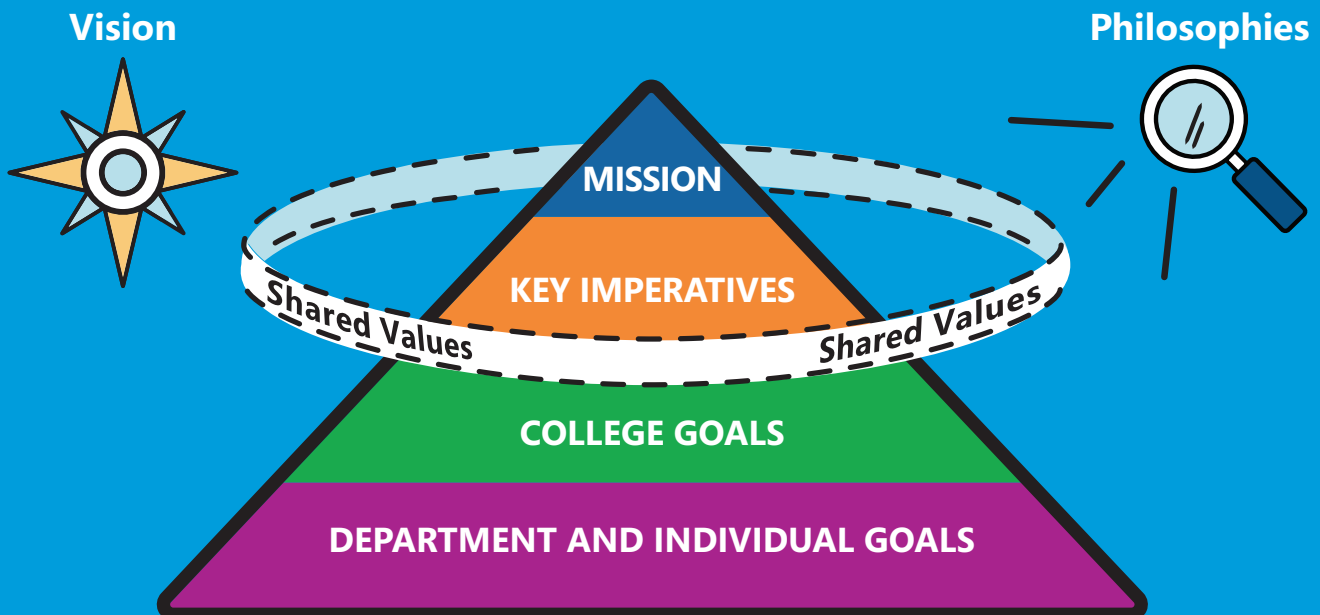 Vision
Philosophies
MISSION
KEY IMPERATIVES
Shared Values
Shared Values
COLLEGE GOALS
DEPARTMENT AND INDIVIDUAL GOALS